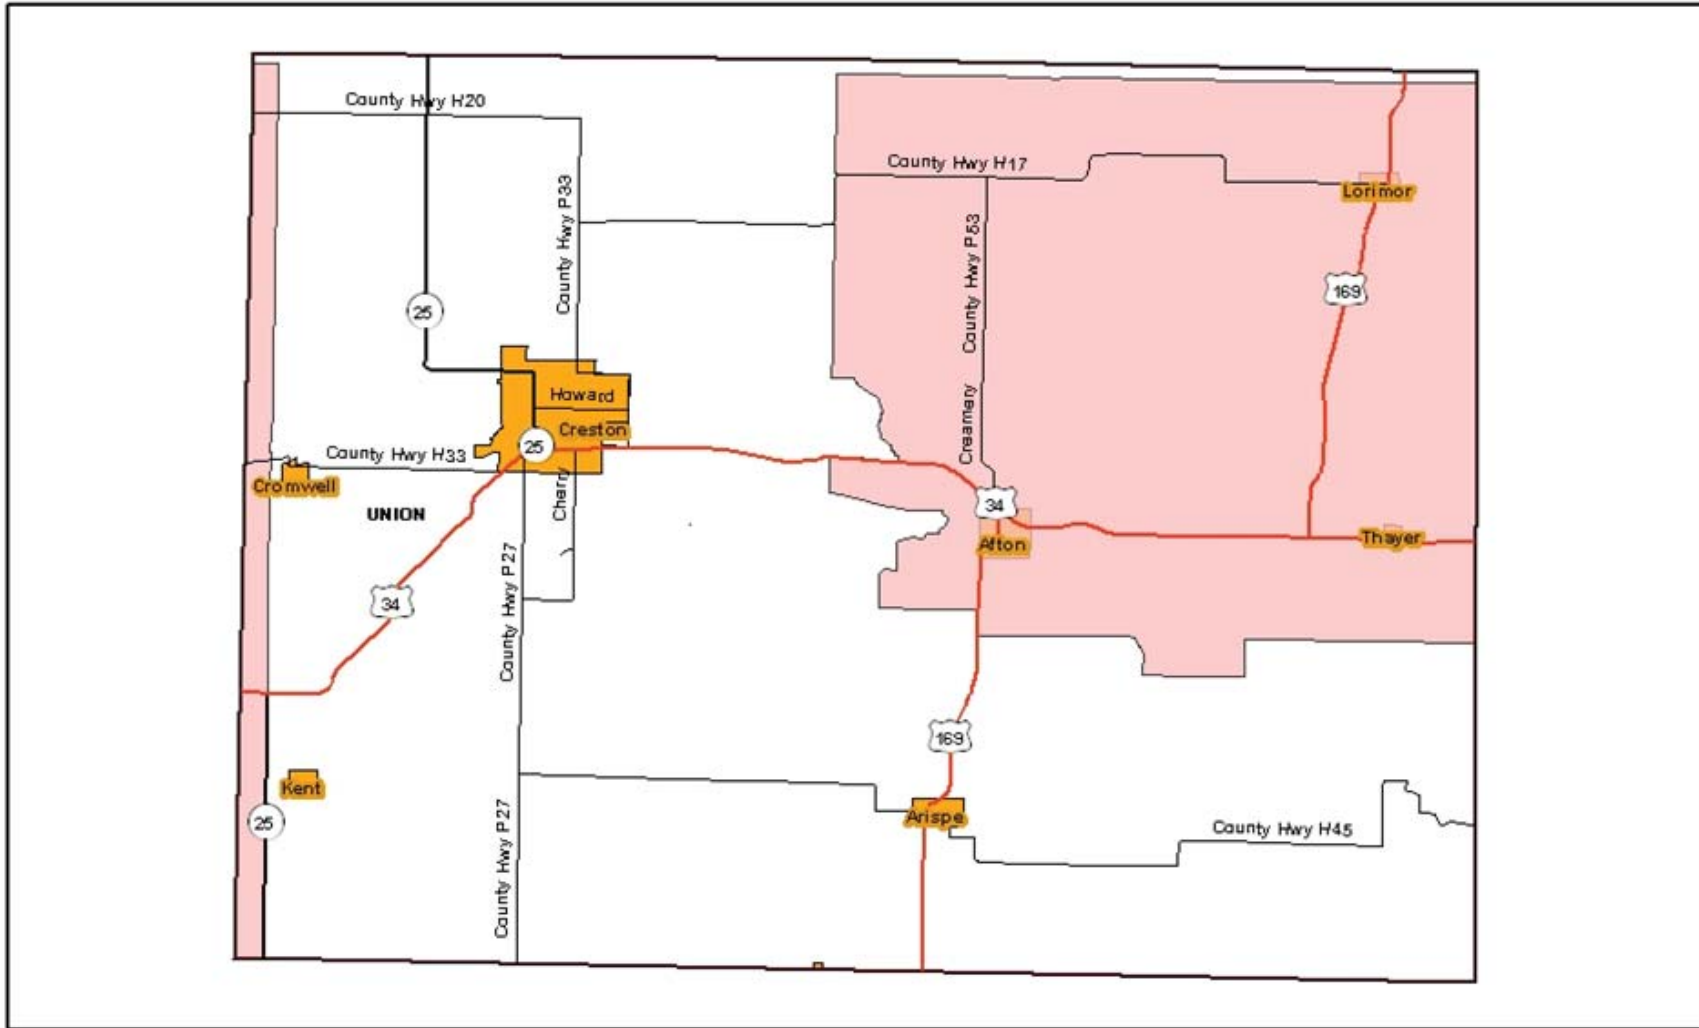 County Hwy H20
County Hwy H17
Lorimor
County Hwy P33
County Hwy P53
169
25
Howard
Creamery
Creston
25
County Hwy H33
Cromwell
Cherry
UNION
34
Afton
Thayer
County Hwy P27
34
169
Kent
25
Arispe
County Hwy H45
County Hwy P27